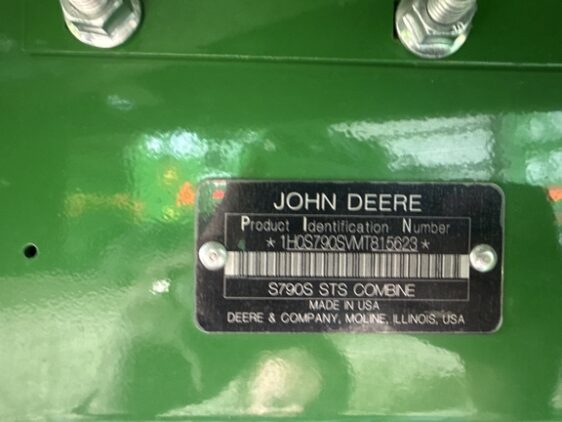 JOHN DEERE
Product Identification Number
*1H0S790SVMT815623*
S790S STS COMBINE
MADE IN USA
DEERE & COMPANY, MOLINE, ILLINOIS, USA